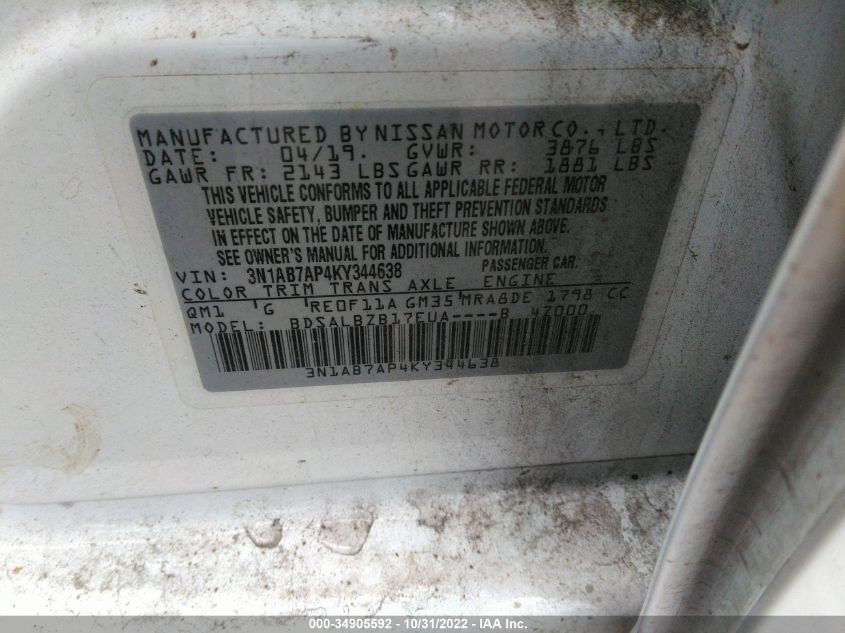 MANUFACTURED BY NISSAN MOTOR CO., LTD.
DATE: 04/19. GVWR: 3876 LBS
GAWR FR: 2143 LBS GAWR RR: 1881 LBS
THIS VEHICLE CONFORMS TO ALL APPLICABLE FEDERAL MOTOR
VEHICLE SAFETY, BUMPER AND THEFT PREVENTION STANDARDS
IN EFFECT ON THE DATE OF MANUFACTURE SHOWN ABOVE.
SEE OWNER'S MANUAL FOR ADDITIONAL INFORMATION.
VIN: 3N1AB7AP4KY344638 PASSENGER CAR.
COLOR TRIM TRANS AXLE ENGINE
QM1 'G RE0F11A GM35 MRA8DE 1798 CC
MODEL: BDSALBZB17EUA----B 47000
3N1AB7AP4KY344638
000-34905592 - 10/31/2022 - IAA Inc.